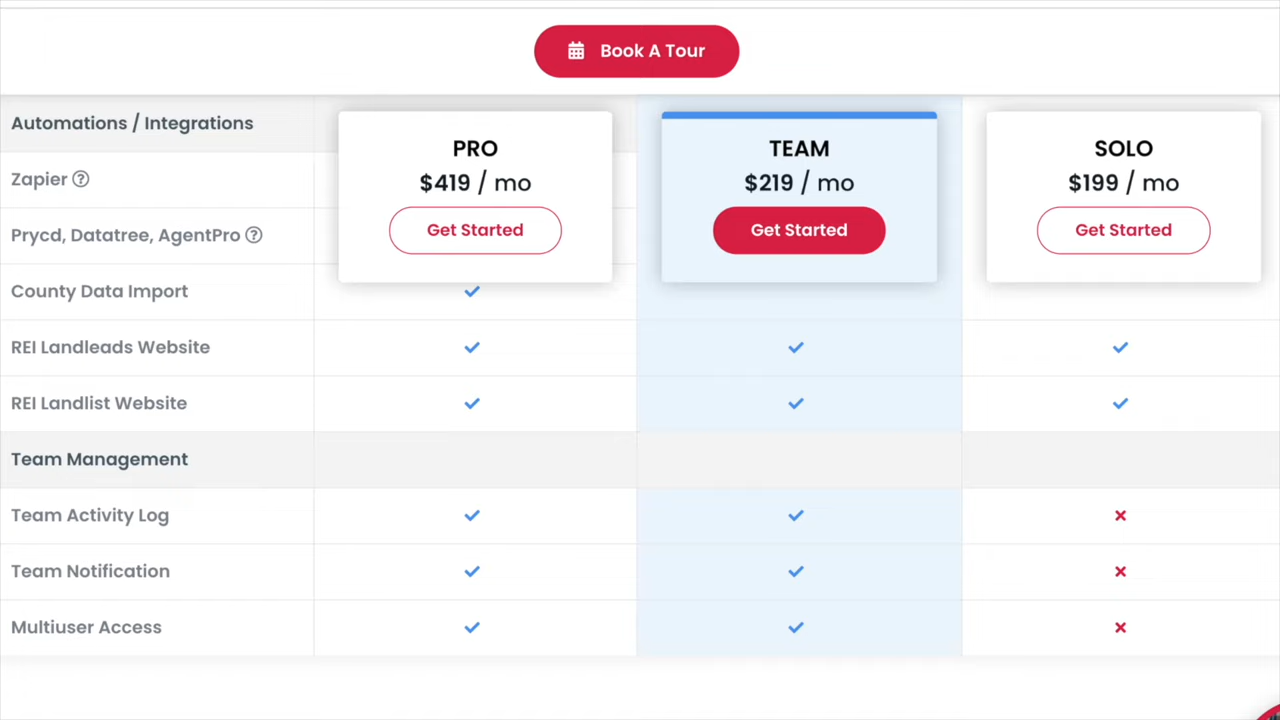 Book A Tour
Automations / Integrations
PRO
$419 / mo
Get Started
TEAM
$219 / mo
Get Started
SOLO
$199 / mo
Get Started
Zapier ?
Prycd, Datatree, AgentPro ?
County Data Import
REI Landleads Website
REI Landlist Website
Team Management
Team Activity Log
Team Notification
Multiuser Access